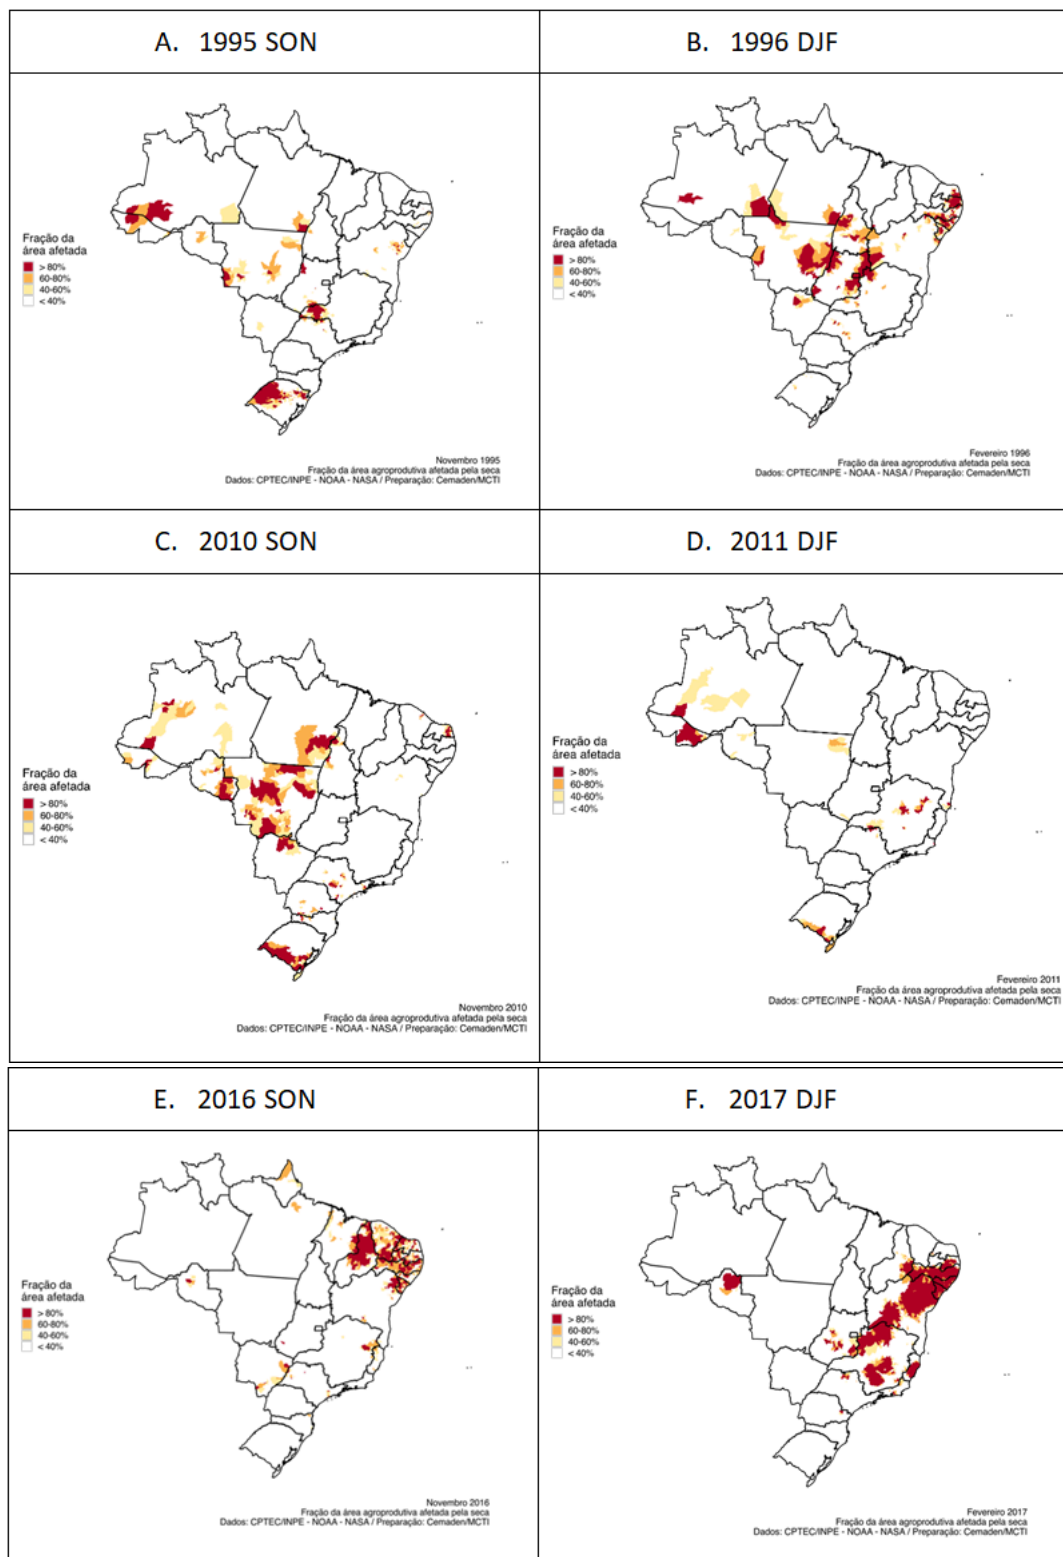 A. 1995 SON
B. 1996 DJF
Fração da
área afetada
> 80%
60-80%
40-60%
< 40%
Novembro 1995
Fração da área agroprodutiva afetada pela seca
Dados: CPTEC/INPE - NOAA - NASA / Preparação: Cemaden/MCTI
Fração da
área afetada
> 80%
60-80%
40-60%
< 40%
Fevereiro 1996
Fração da área agroprodutiva afetada pela seca
Dados: CPTEC/INPE - NOAA - NASA / Preparação: Cemaden/MCTI
C. 2010 SON
D. 2011 DJF
Fração da
área afetada
> 80%
60-80%
40-60%
< 40%
Novembro 2010
Fração da área agroprodutiva afetada pela seca
Dados: CPTEC/INPE - NOAA - NASA / Preparação: Cemaden/MCTI
Fração da
área afetada
> 80%
60-80%
40-60%
< 40%
Fevereiro 2011
Fração da área agroprodutiva afetada pela seca
Dados: CPTEC/INPE - NOAA - NASA / Preparação: Cemaden/MCTI
E. 2016 SON
F. 2017 DJF
Fração da
área afetada
> 80%
60-80%
40-60%
< 40%
Novembro 2016
Fração da área agroprodutiva afetada pela seca
Dados: CPTEC/INPE - NOAA - NASA / Preparação: Cemaden/MCTI
Fração da
área afetada
> 80%
60-80%
40-60%
< 40%
Fevereiro 2017
Fração da área agroprodutiva afetada pela seca
Dados: CPTEC/INPE - NOAA - NASA / Preparação: Cemaden/MCTI